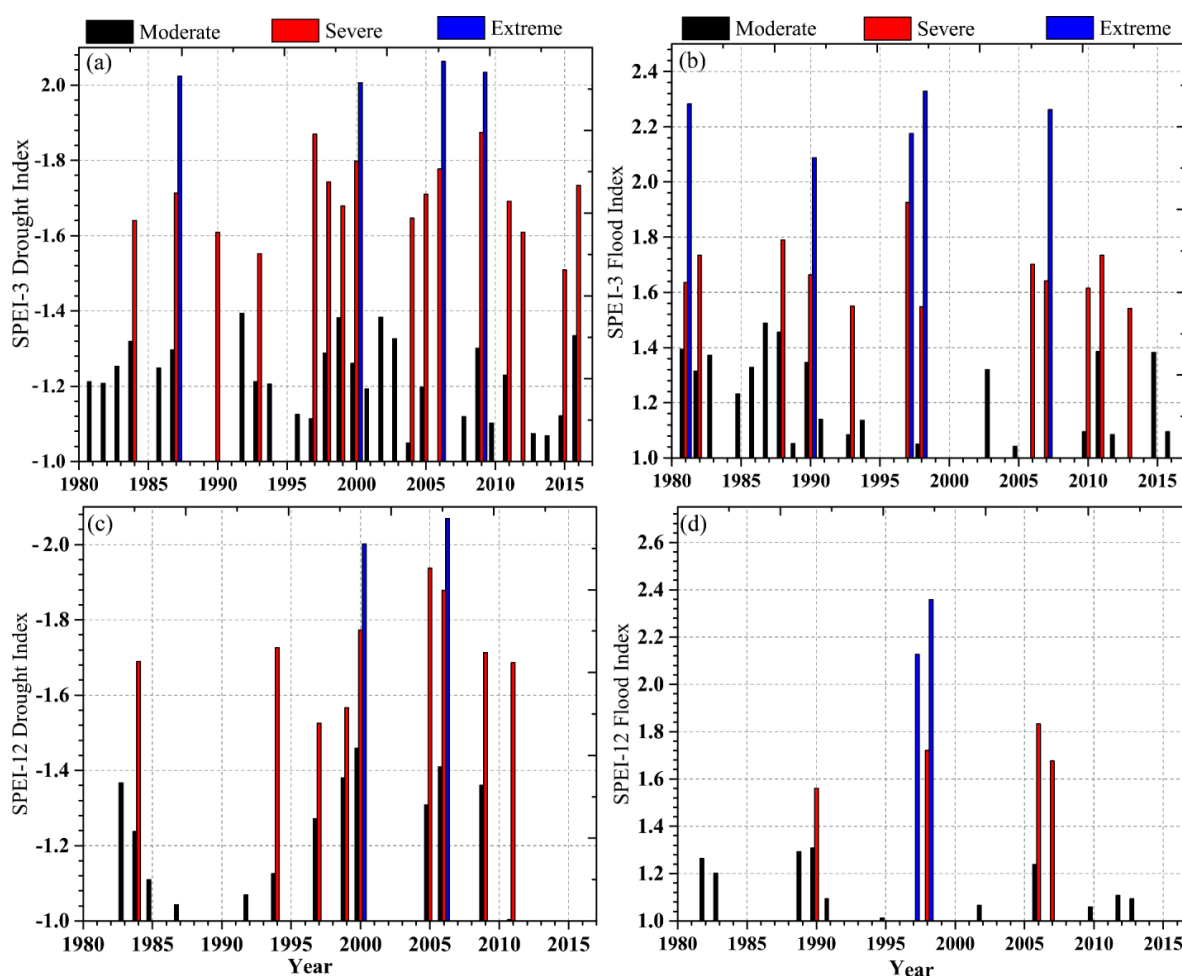 Moderate Severe Extreme
Moderate Severe Extreme
(a)
SPEI-3 Drought Index
2.0
-1.8
-1.6
-1.4
-1.2
-1.0
1980 1985 1990 1995 2000 2005 2010 2015
(b)
SPEI-3 Flood Index
2.4
2.2
2.0
1.8
1.6
1.4
1.2
1.0
1980 1985 1990 1995 2000 2005 2010 2015
(c)
SPEI-12 Drought Index
- 2.0
-1.8
-1.6
-1.4
-1.2
-1.0
1980 1985 1990 1995 2000 2005 2010 2015
Year
(d)
SPEI-12 Flood Index
2.6
2.4
2.2
2.0
1.8
1.6
1.4
1.2
1.0
1980 1985 1990 1995 2000 2005 2010 2015
Year